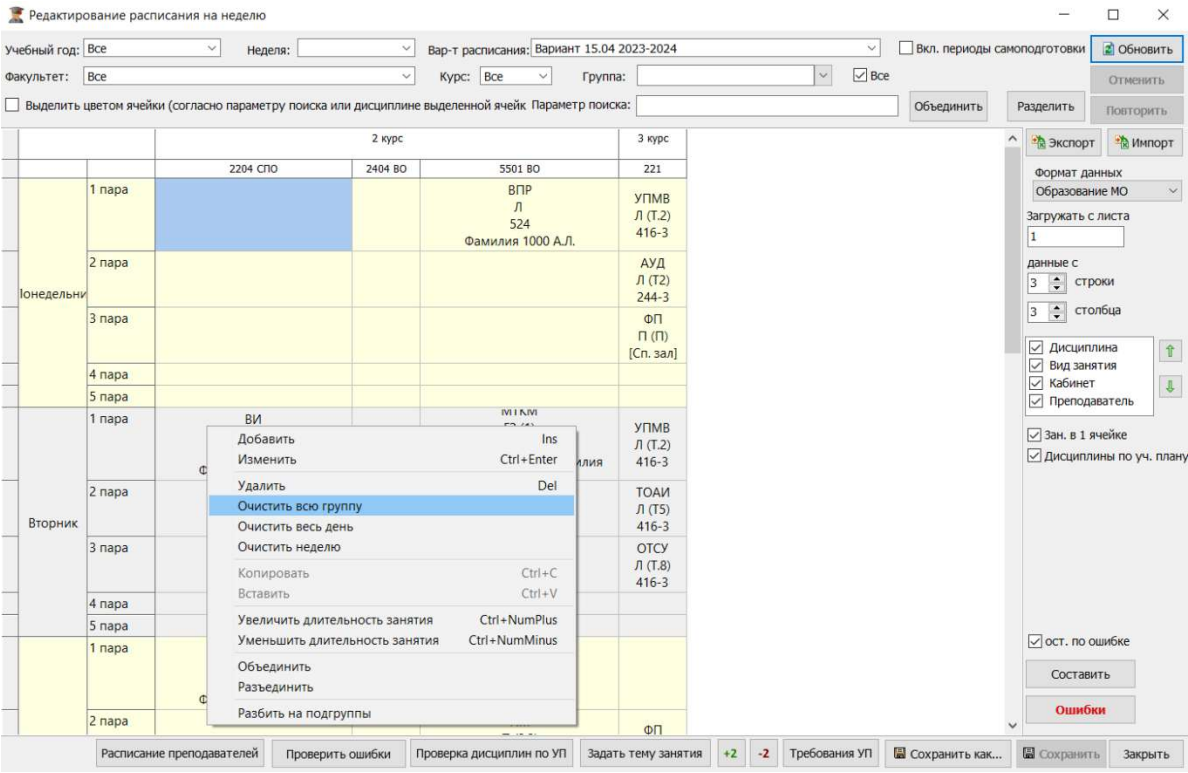 Редактирование расписания на неделю
Учебный год: Все Неделя: Вар-т расписания: Вариант 15.04 2023-2024 Вкл. периоды самоподготовки Обновить
Факультет: Все Курс: Все Группа: Все Отменить
Выделить цветом ячейки (согласно параметру поиска или дисциплине выделенной ячейк Параметр поиска: Объединить Разделить Повторить
2 курс 3 курс
2204 СПО 2404 ВО 5501 ВО 221
1 пара
ВПР
Л
524
Фамилия 1000 А.Л.
УПМВ
Л (Т.2)
416-3
2 пара
АУД
Л (Т2)
244-3
Іонедельни
3 пара
ФП
П (П)
[Сп. зал]
4 пара
5 пара
1 пара
ВИ
МТКМ
илия
УПМВ
Л (Т.2)
416-3
2 пара
ТОАИ
Л (Т5)
416-3
Вторник
3 пара
ОТСУ
Л (Т.8)
416-3
4 пара
5 пара
1 пара
2 пара
ФП
Добавить Ins
Изменить Ctrl+Enter
Удалить Del
Очистить всю группу
Очистить весь день
Очистить неделю
Копировать Ctrl+C
Вставить Ctrl+V
Увеличить длительность занятия Ctrl+NumPlus
Уменьшить длительность занятия Ctrl+NumMinus
Объединить
Разъединить
Разбить на подгруппы
Экспорт Импорт
Формат данных
Образование МО
Загружать с листа
1
данные с
3 строки
3 столбца
Дисциплина
Вид занятия
Кабинет
Преподаватель
Зан. в 1 ячейке
Дисциплины по уч. плану
ост. по ошибке
Составить
Ошибки
Расписание преподавателей Проверить ошибки Проверка дисциплин по УП Задать тему занятия +2 -2 Требования УП Сохранить как... Сохранить Закрыть